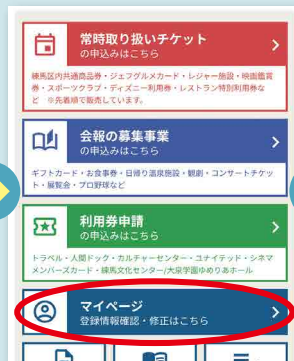 常時取り扱いチケット
の申込みはこちら
練馬区内共通商品券・ジェフグルメカード・レジャー施設・映画鑑賞
券・スポーツクラブ・ディズニー利用券・レストラン特別利用券な
ど ※先着順で販売しています。
会報の募集事業
の申込みはこちら
ギフトカード・お食事券・日帰り温泉施設・観劇・コンサートチケッ
ト・展覧会・プロ野球など
利用券申請
の申込みはこちら
トラベル・人間ドック・カルチャーセンター・ユナイテッド・シネマ
メンバーズカード・練馬文化センター/大泉学園ゆめりあホール
マイページ
登録情報確認・修正はこちら